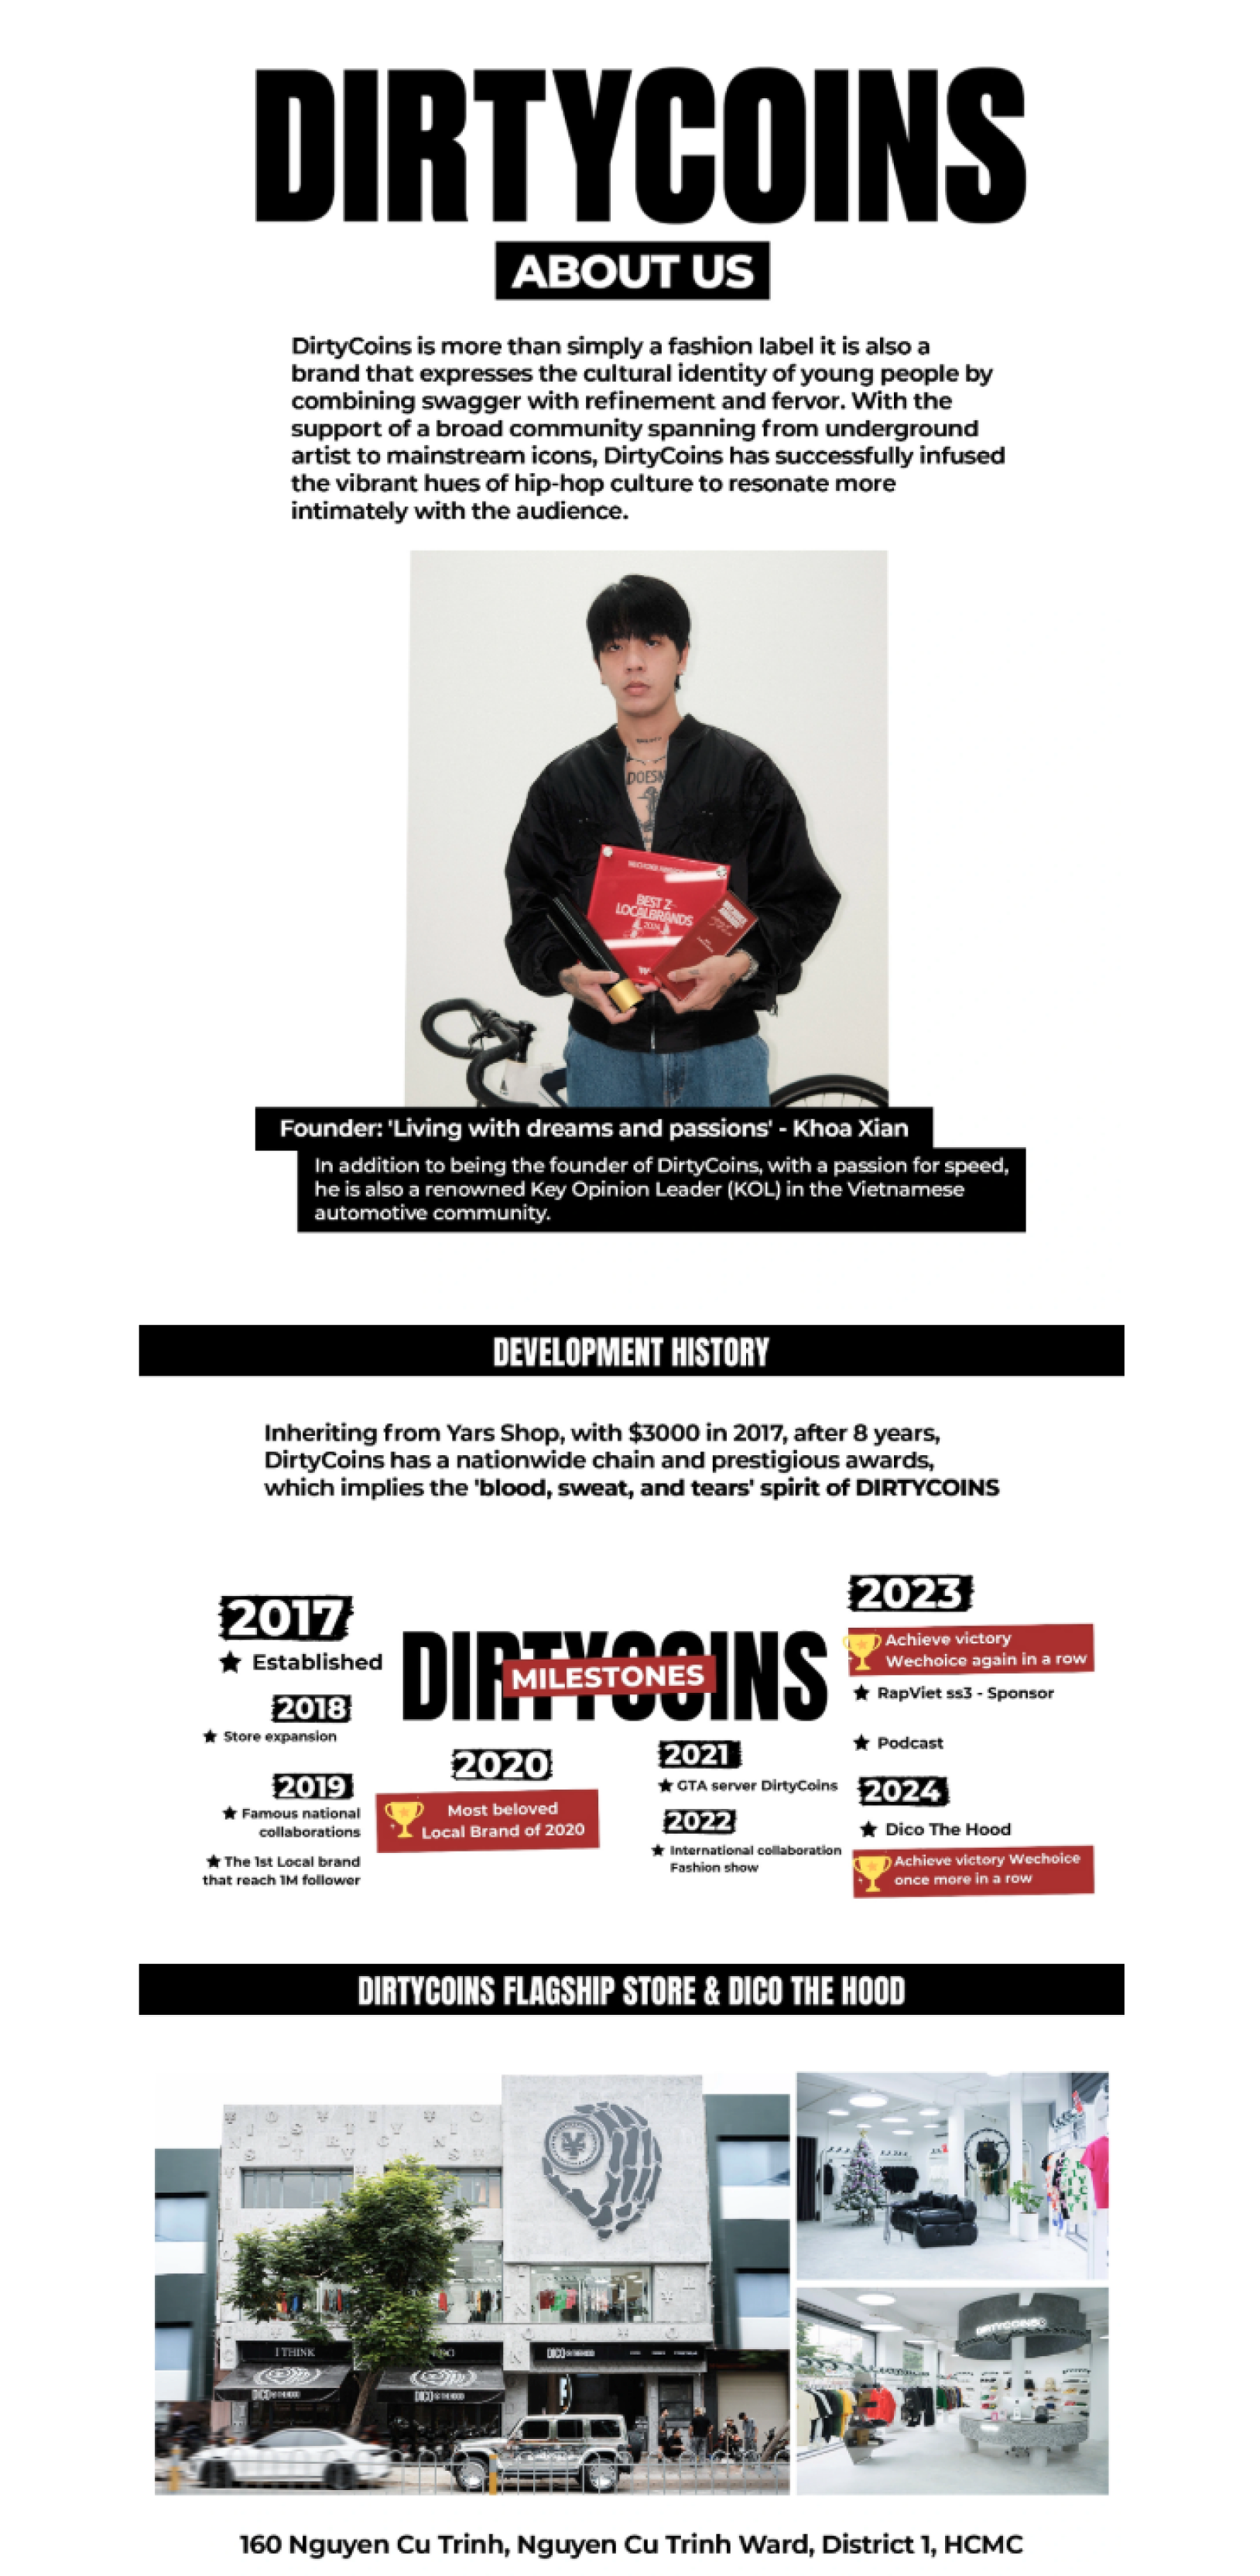 DIRTYCOINS
ABOUT US
DirtyCoins is more than simply a fashion label it is also a
brand that expresses the cultural identity of young people by
combining swagger with refinement and fervor. With the
support of a broad community spanning from underground
artist to mainstream icons, DirtyCoins has successfully infused
the vibrant hues of hip-hop culture to resonate more
intimately with the audience.
DOESN
BEST Z
LOCALBRANDS
2024
Founder: 'Living with dreams and passions' - Khoa Xian
In addition to being the founder of DirtyCoins, with a passion for speed,
he is also a renowned Key Opinion Leader (KOL) in the Vietnamese
automotive community.
DEVELOPMENT HISTORY
Inheriting from Yars Shop, with $3000 in 2017, after 8 years,
DirtyCoins has a nationwide chain and prestigious awards,
which implies the 'blood, sweat, and tears' spirit of DIRTYCOINS
2017
★ Established
2018
★ Store expansion
2019
★ Famous national
collaborations
★ The 1st Local brand
that reach 1M follower
DIRTYCOINS
MILESTONES
2020
Most beloved
Local Brand of 2020
2021
★ GTA server DirtyCoins
2022
★ International collaboration
Fashion show
2023
Achieve victory
Wechoice again in a row
★ RapViet ss3 - Sponsor
★ Podcast
2024
★ Dico The Hood
Achieve victory Wechoice
once more in a row
DIRTYCOINS FLAGSHIP STORE & DICO THE HOOD
I THINK
DICO
DICO
DICO
DIRTYCOINS
160 Nguyen Cu Trinh, Nguyen Cu Trinh Ward, District 1, HCMC